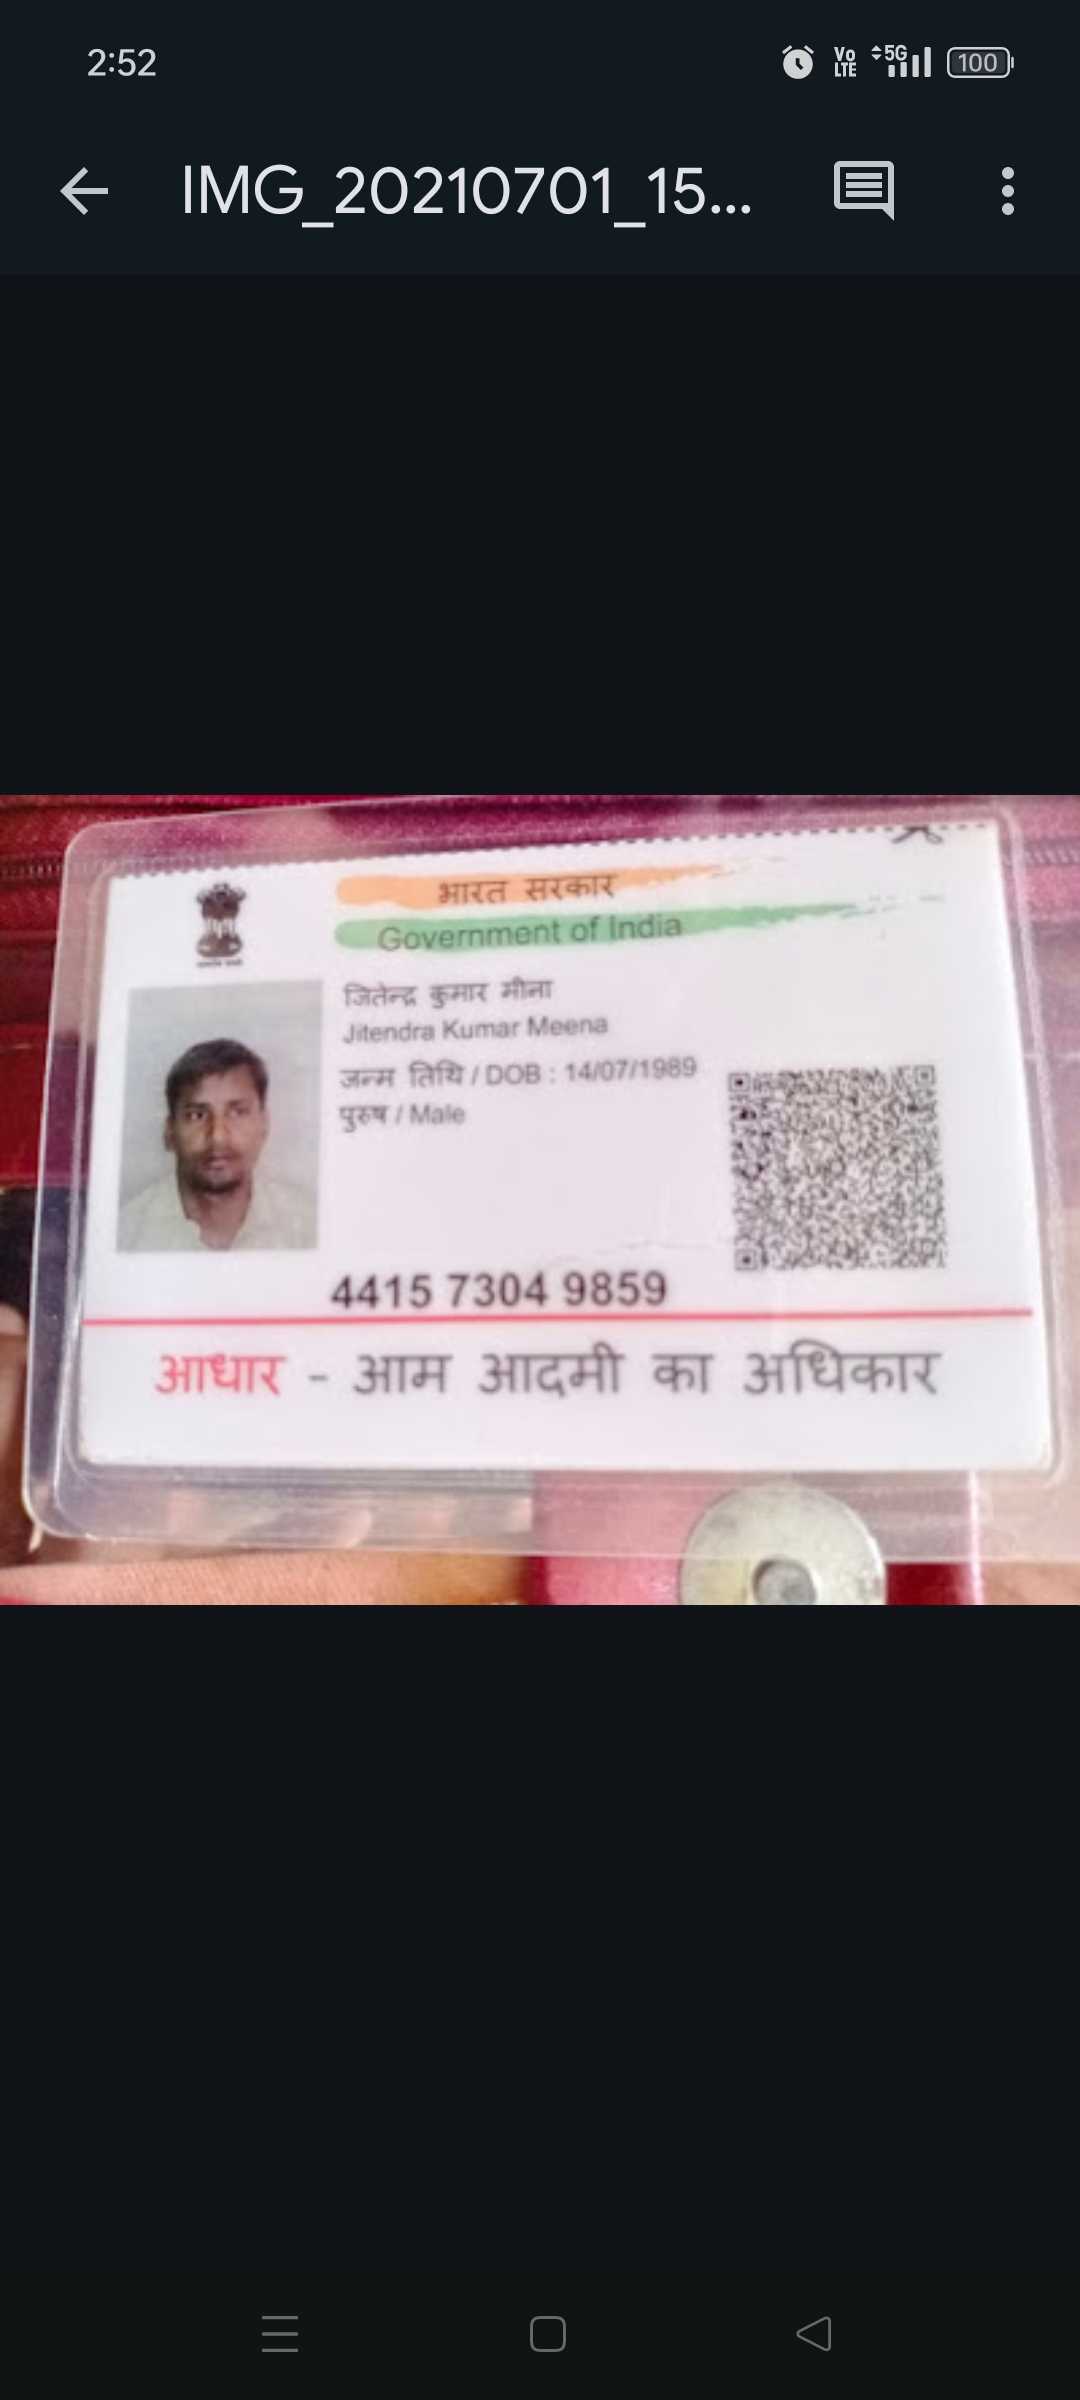 2:52
Vo
LTE
5G
100
IMG_20210701_15...
भारत सरकार
Government of India
जितेन्द्र कुमार मीना
Jitendra Kumar Meena
जन्म तिथि / DOB : 14/07/1989
पुरुष / Male
4415 7304 9859
आधार - आम आदमी का अधिकार